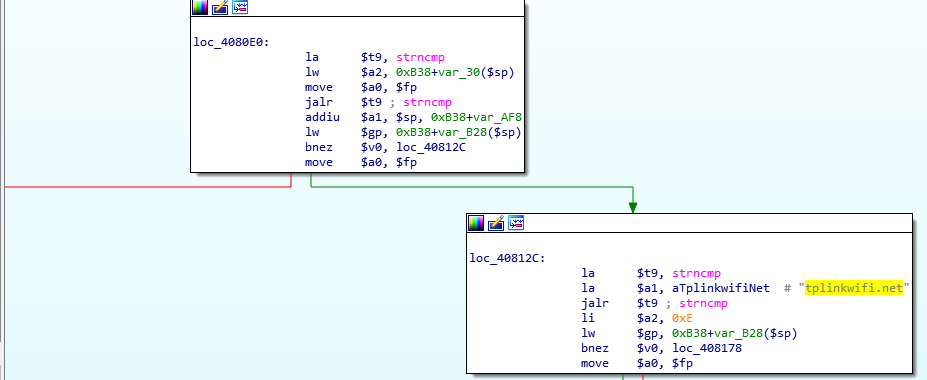 loc_4080E0:
la $t9, strncmp
lw $a2, 0xB38+var_30($sp)
move $a0, $fp
jalr $t9 ; strncmp
addiu $a1, $sp, 0xB38+var_AF8
lw $gp, 0xB38+var_B28($sp)
bnez $v0, loc_40812C
move $a0, $fp
loc_40812C:
la $t9, strncmp
la $a1, aTplinkwifiNet # "tplinkwifi.net"
jalr $t9 ; strncmp
li $a2, 0xE
lw $gp, 0xB38+var_B28($sp)
bnez $v0, loc_408178
move $a0, $fp